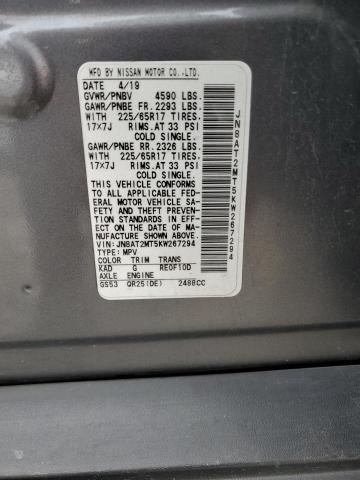 MFD BY NISSAN MOTOR CO.,LTD.
DATE 4/19
GVWR/PNBV 4590 LBS.
GAWR/PNBE FR. 2293 LBS.
WITH 225/65R17 TIRES,
17x7J RIMS. AT 33 PSI
COLD SINGLE.
GAWR/PNBE RR. 2326 LBS.
WITH 225/65R17 TIRES,
17x7J RIMS. AT 33 PSI
COLD SINGLE.
THIS VEHICLE CONFORMS
TO ALL APPLICABLE FED-
ERAL MOTOR VEHICLE SA-
FETY AND THEFT PREVEN-
TION STANDARDS IN EFF-
ECT ON THE DATE OF MA-
NUFACTURE SHOWN ABOVE.
VIN: JN8AT2MT5KW267294
TYPE: MPV
COLOR TRIM TRANS
KAD G RE0F10D
AXLE ENGINE
GS53 QR25(DE) 2488CC
JN8AT2MT5KW267294